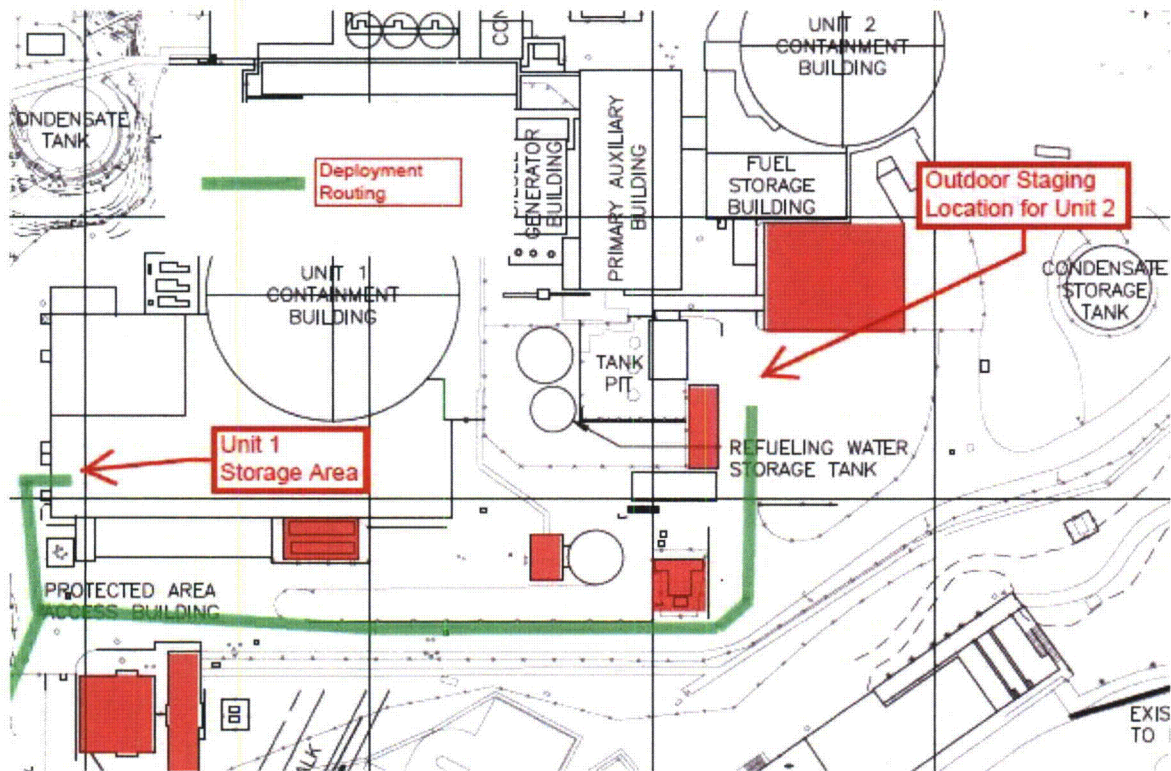 CON
UNIT 2
CONTAINMENT
BUILDING
ONDENSATE
TANK
Deployment
Routing
GENERATOR
BUILDING
PRIMARY AUXILIARY
BUILDING
FUEL
STORAGE
BUILDING
Outdoor Staging
Location for Unit 2
UNIT 1
CONTAINMENT
BUILDING
CONDENSATE
STORAGE
TANK
TANK
PIT
Unit 1
Storage Area
REFUELING WATER
STORAGE TANK
PROTECTED AREA
ACCESS BUILDING
ALK
EXIS
TO